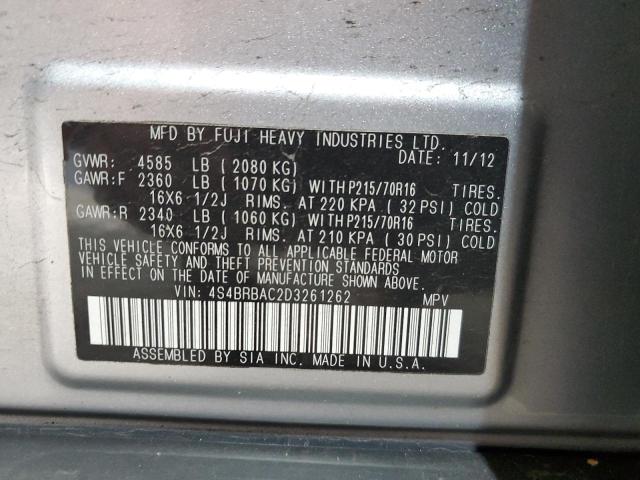 MFD BY FUJI HEAVY INDUSTRIES LTD.
GVWR: 4585 LB ( 2080 KG) DATE: 11/12
GAWR:F 2360 LB ( 1070 KG) WITH P215/70R16 TIRES.
16X6 1/2J RIMS. AT 220 KPA ( 32 PSI) COLD
GAWR:R 2340 LB ( 1060 KG) WITH P215/70R16 TIRES.
16X6 1/2J RIMS. AT 210 KPA ( 30 PSI) COLD
THIS VEHICLE CONFORMS TO ALL APPLICABLE FEDERAL MOTOR
VEHICLE SAFETY AND THEFT PREVENTION STANDARDS
IN EFFECT ON THE DATE OF MANUFACTURE SHOWN ABOVE.
VIN: 4S4BRBAC2D3261262 MPV
ASSEMBLED BY SIA INC. MADE IN U.S.A.